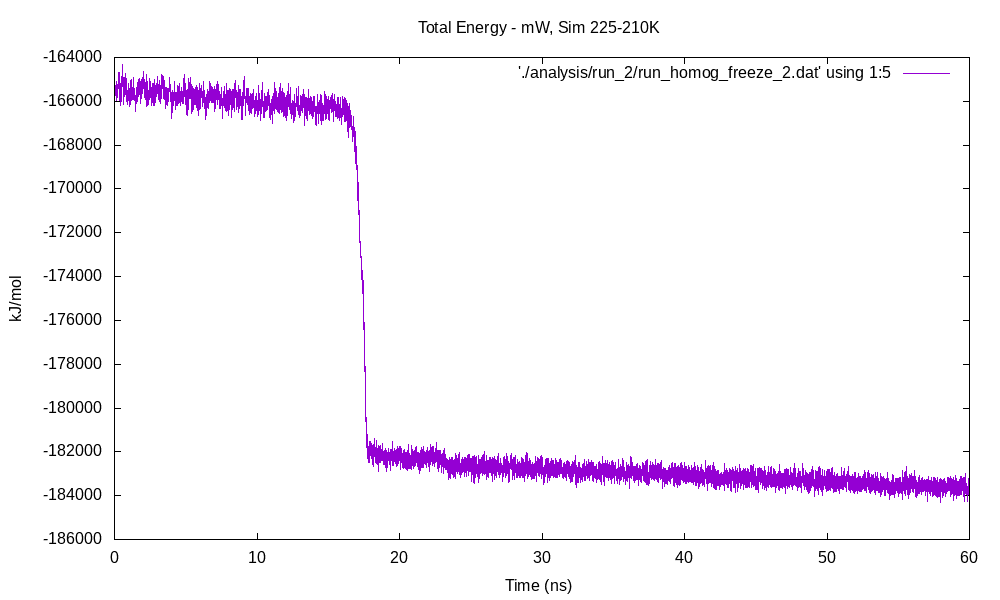 Total Energy - mW, Sim 225-210K
'./analysis/run_2/run_homog_freeze_2.dat' using 1:5
-164000
-166000
-168000
-170000
-172000
-174000
-176000
-178000
-180000
-182000
-184000
-186000
kJ/mol
0 10 20 30 40 50 60
Time (ns)